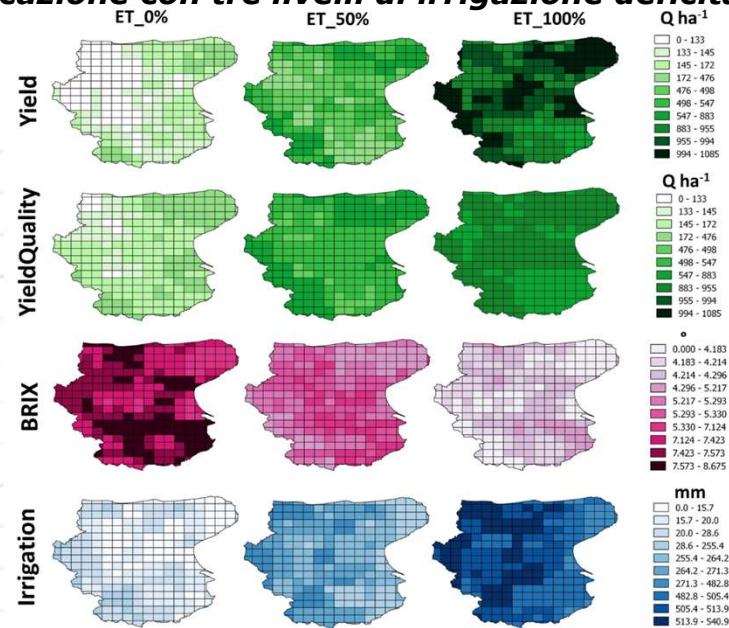 cazione con tre livelli di irrigazione deficita
ET_0% ET_50% ET_100% Q ha-1
Yield
0 - 133
133 - 145
145 - 172
172 - 476
476 - 498
498 - 547
547 - 883
883 - 955
955 - 994
994 - 1085
YieldQuality
Q ha-1
0 - 133
133 - 145
145 - 172
172 - 476
476 - 498
498 - 547
547 - 883
883 - 955
955 - 994
994 - 1085
BRIX
°
0.000 - 4.183
4.183 - 4.214
4.214 - 4.296
4.296 - 5.217
5.217 - 5.293
5.293 - 5.330
5.330 - 7.124
7.124 - 7.423
7.423 - 7.573
7.573 - 8.675
Irrigation
mm
0.0 - 15.7
15.7 - 20.0
20.0 - 28.6
28.6 - 255.4
255.4 - 264.2
264.2 - 271.3
271.3 - 482.8
482.8 - 505.4
505.4 - 513.9
513.9 - 540.9